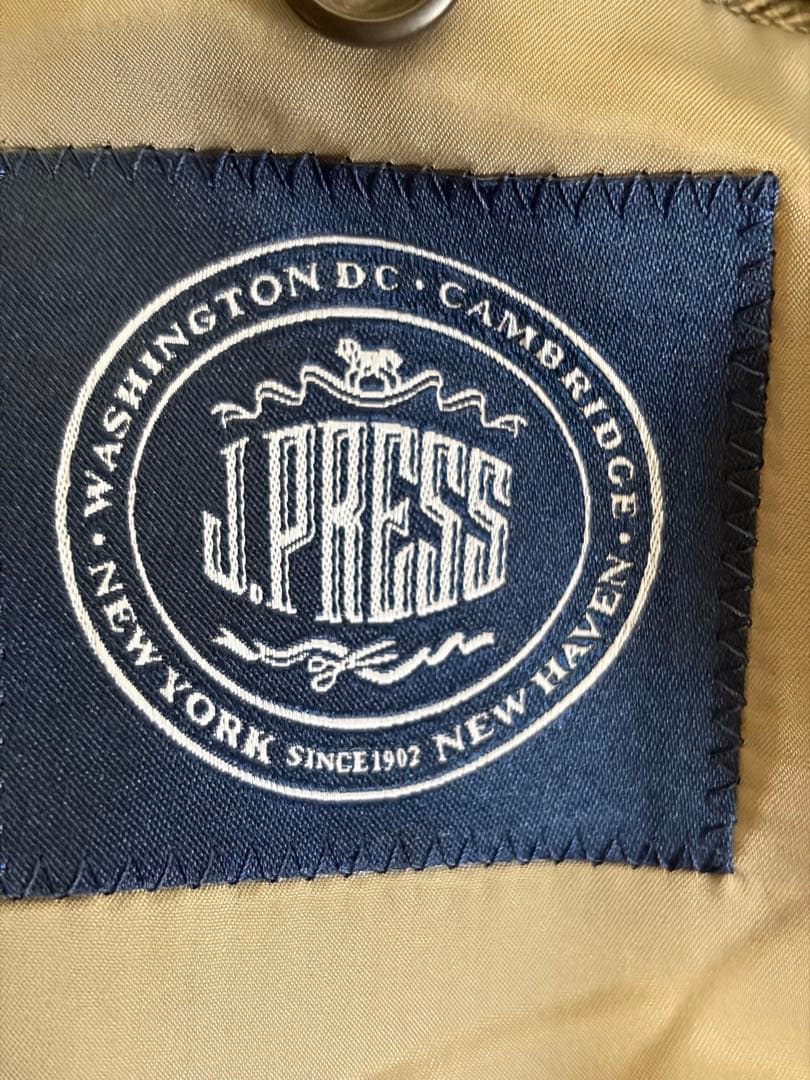 WASHINGTON DC · CAMBRIDGE
J.PRESS
· NEW YORK SINCE 1902 NEW HAVEN ·